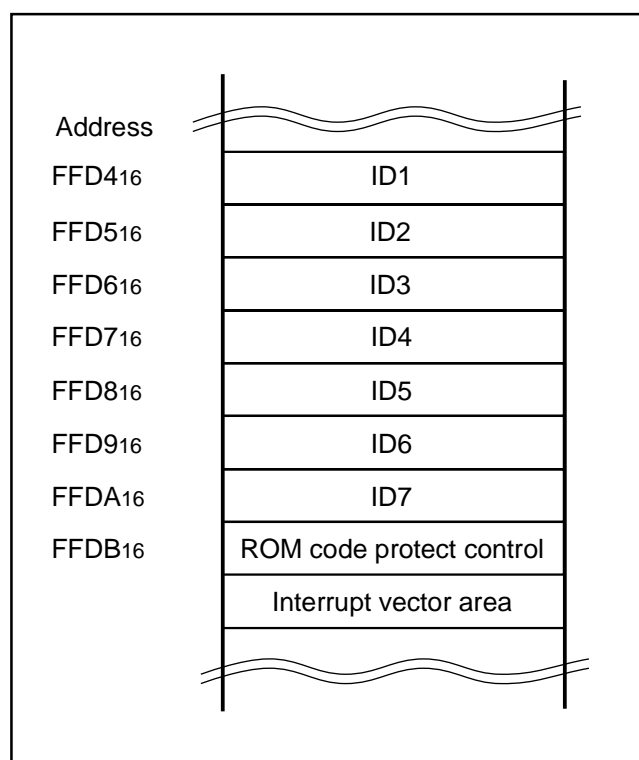 Address
FFD416 ID1
FFD516 ID2
FFD616 ID3
FFD716 ID4
FFD816 ID5
FFD916 ID6
FFDA16 ID7
FFDB16 ROM code protect control
Interrupt vector area